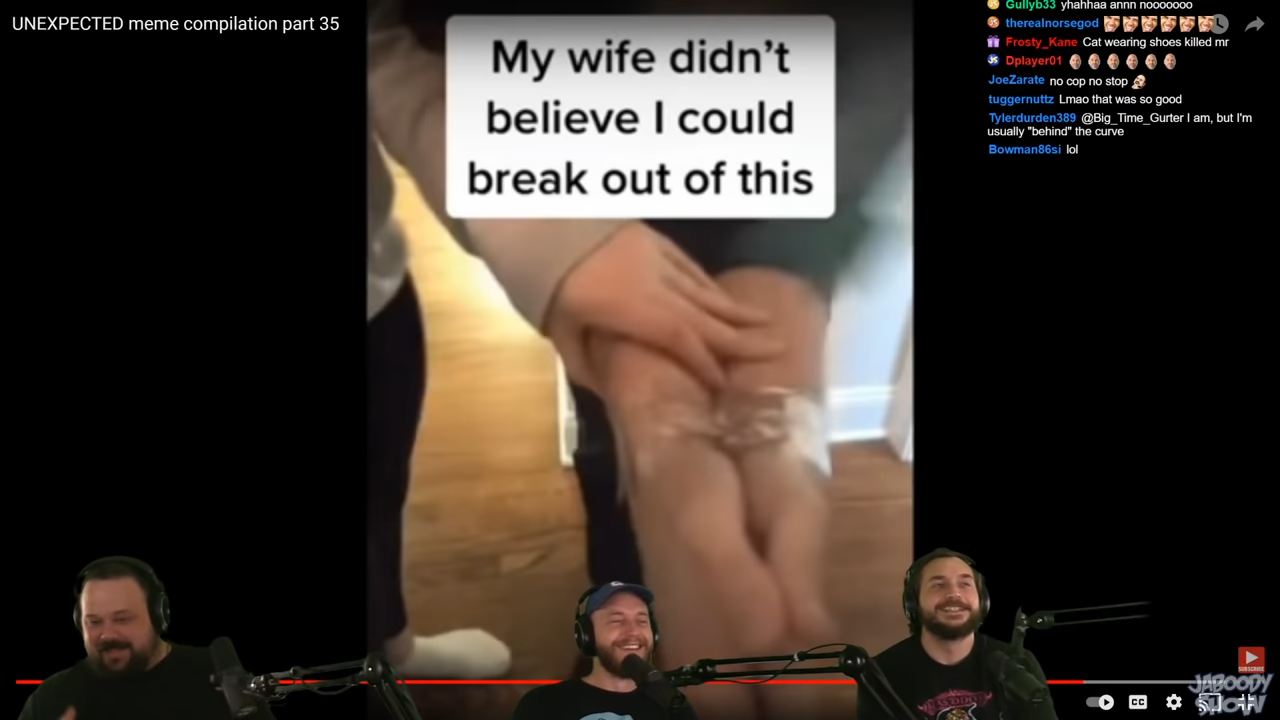 UNEXPECTED meme compilation part 35
My wife didn't
believe I could
break out of this
Gullyb33 yhahhaa annn nooooooo
therealnorsegod
Frosty_Kane Cat wearing shoes killed mr
Dplayer01
JoeZarate no cop no stop
tuggernuttz Lmao that was so good
Tylerdurden389 @Big_Time_Gurter I am, but I'm
usually "behind" the curve
Bowman86si lol
SUBSCRIBE
JABOODY
SHOW
CC